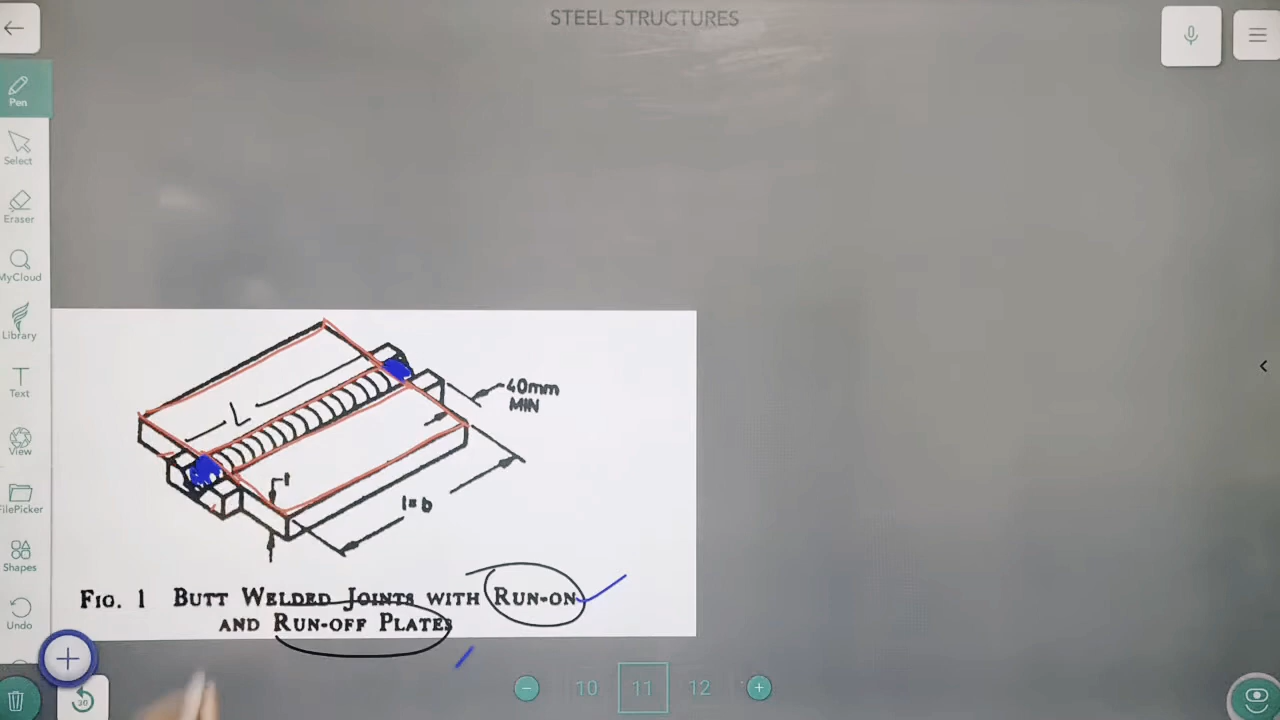 STEEL STRUCTURES
Pen
Select
Eraser
MyCloud
Library
Text
View
FilePicker
Shapes
Undo
30
L
40mm
MIN
t
l=b
FIG. 1 BUTT WELDED JOINTS WITH RUN-ON
AND RUN-OFF PLATES
10 11 12